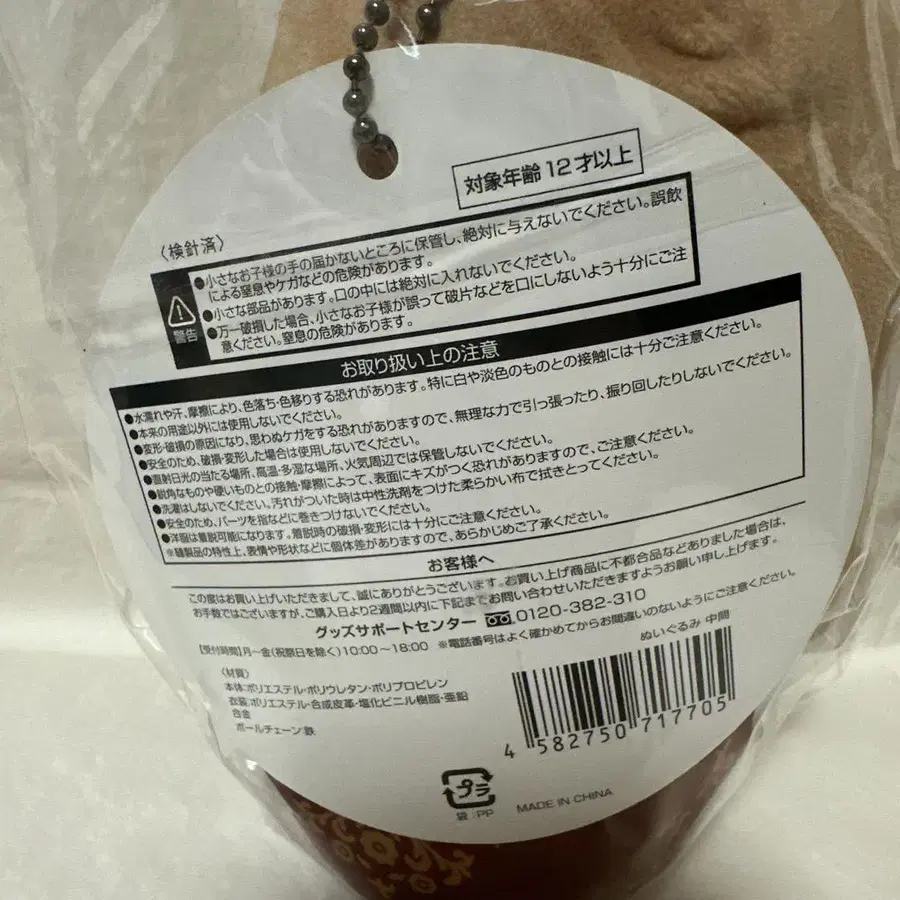 対象年齢12才以上
〈検針済〉
警告
●小さなお子様の手の届かないところに保管し、絶対に与えないでください。誤飲
による窒息やケガなどの危険があります。
●小さな部品があります。口の中には絶対に入れないでください。
●万一破損した場合、小さなお子様が誤って破片などを口にしないよう十分にご注
意ください。窒息の危険があります。
お取り扱い上の注意
●水濡れや汗、摩擦により、色落ち・色移りする恐れがあります。特に白や淡色のものとの接触には十分ご注意ください。
●本来の用途以外には使用しないでください。
●変形・破損の原因になり、思わぬケガをする恐れがありますので、無理な力で引っ張ったり、振り回したりしないでください。
●安全のため、破損・変形した場合は使用しないでください。
●直射日光の当たる場所、高温・多湿な場所、火気周辺では保管しないでください。
●鋭角なものや硬いものとの接触・摩擦によって、表面にキズがつく恐れがありますので、ご注意ください。
●洗濯はしないでください。汚れがついた時は中性洗剤をつけた柔らかい布で拭きとってください。
●安全のため、パーツを指などに巻きつけないでください。
●洋服は着脱可能になります。着脱時の破損・変形には十分にご注意ください。
※縫製品の特性上、表情や形状などに個体差がありますので、あらかじめご了承ください。
お客様へ
この度はお買い上げいただきまして、誠にありがとうございます。お買い上げ商品に不都合品などありました場合は、
お手数ではございますが、ご購入日より2週間以内に下記までお問い合わせいただきますようお願い申し上げます。
グッズサポートセンター 0120-382-310
【受付時間】月～金(祝祭日を除く)10:00～18:00 ※電話番号はよく確かめてからお間違いのないようにご注意ください。
〈材質〉
本体:ポリエステル・ポリウレタン・ポリプロピレン
衣装:ポリエステル・合成皮革・塩化ビニル樹脂・亜鉛
合金
ボールチェーン:鉄
ぬいぐるみ 中間
4 582750 717705
プラ
袋:PP
MADE IN CHINA